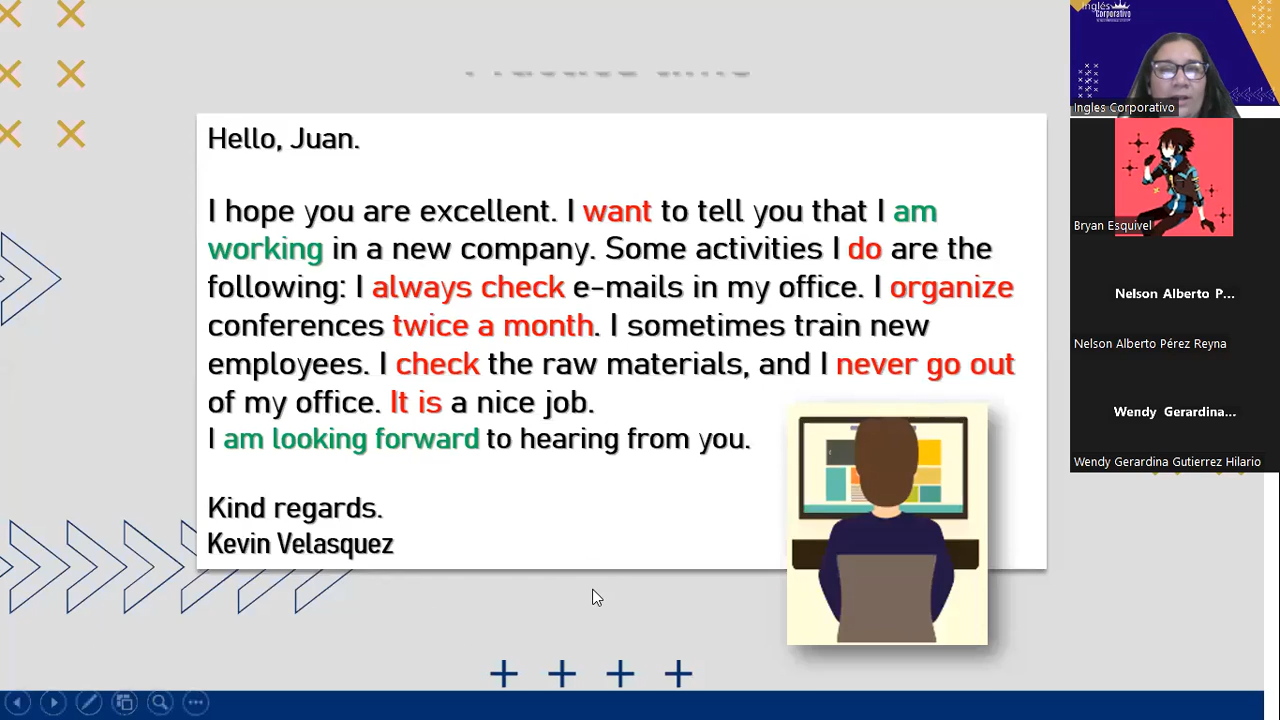 Hello, Juan.
I hope you are excellent. I want to tell you that I am
working in a new company. Some activities I do are the
following: I always check e-mails in my office. I organize
conferences twice a month. I sometimes train new
employees. I check the raw materials, and I never go out
of my office. It is a nice job.
I am looking forward to hearing from you.
Kind regards.
Kevin Velasquez
Inglés
corporativo
Ingles Corporativo
Bryan Esquivel
Nelson Alberto P...
Nelson Alberto Pérez Reyna
Wendy Gerardina...
Wendy Gerardina Gutierrez Hilario